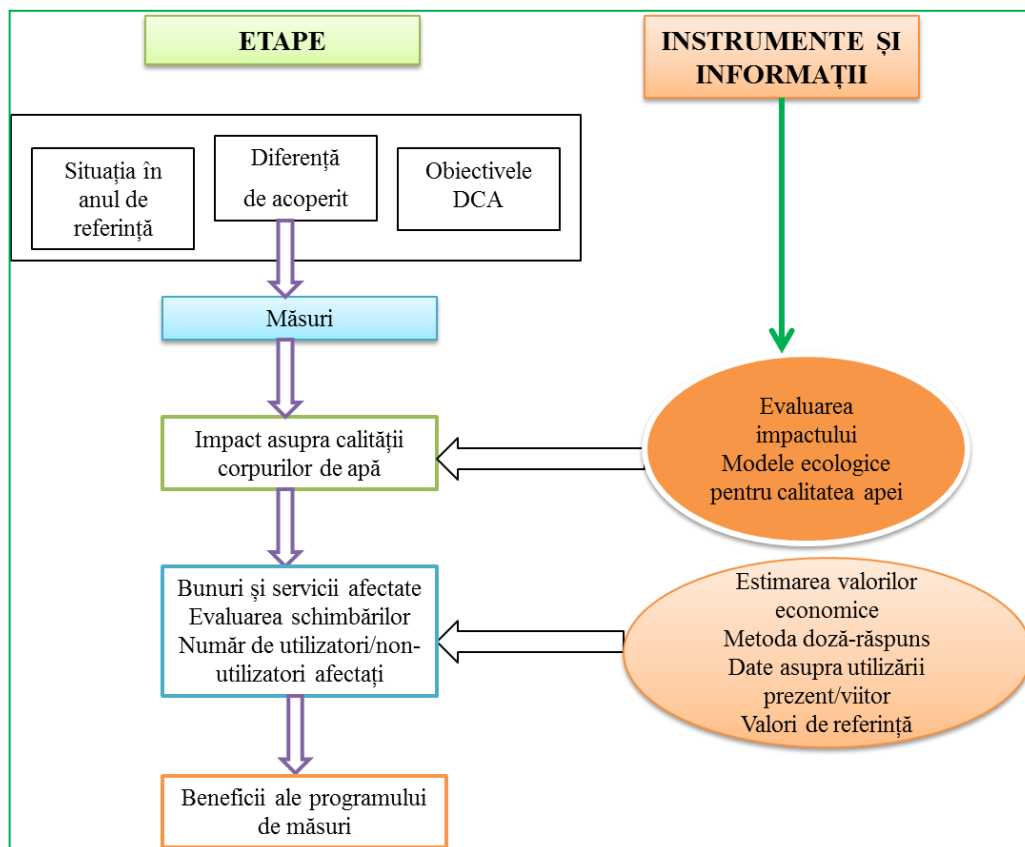 ETAPE
INSTRUMENTE ȘI
INFORMAȚII
Situația în
anul de
referință
Diferență
de acoperit
Obiectivele
DCA
Măsuri
Impact asupra calității
corpurilor de apă
Evaluarea
impactului
Modele ecologice
pentru calitatea apei
Bunuri și servicii afectate
Evaluarea schimbărilor
Număr de utilizatori/non-
utilizatori afectați
Estimarea valorilor
economice
Metoda doză-răspuns
Date asupra utilizării
prezent/viitor
Valori de referință
Beneficii ale programului
de măsuri